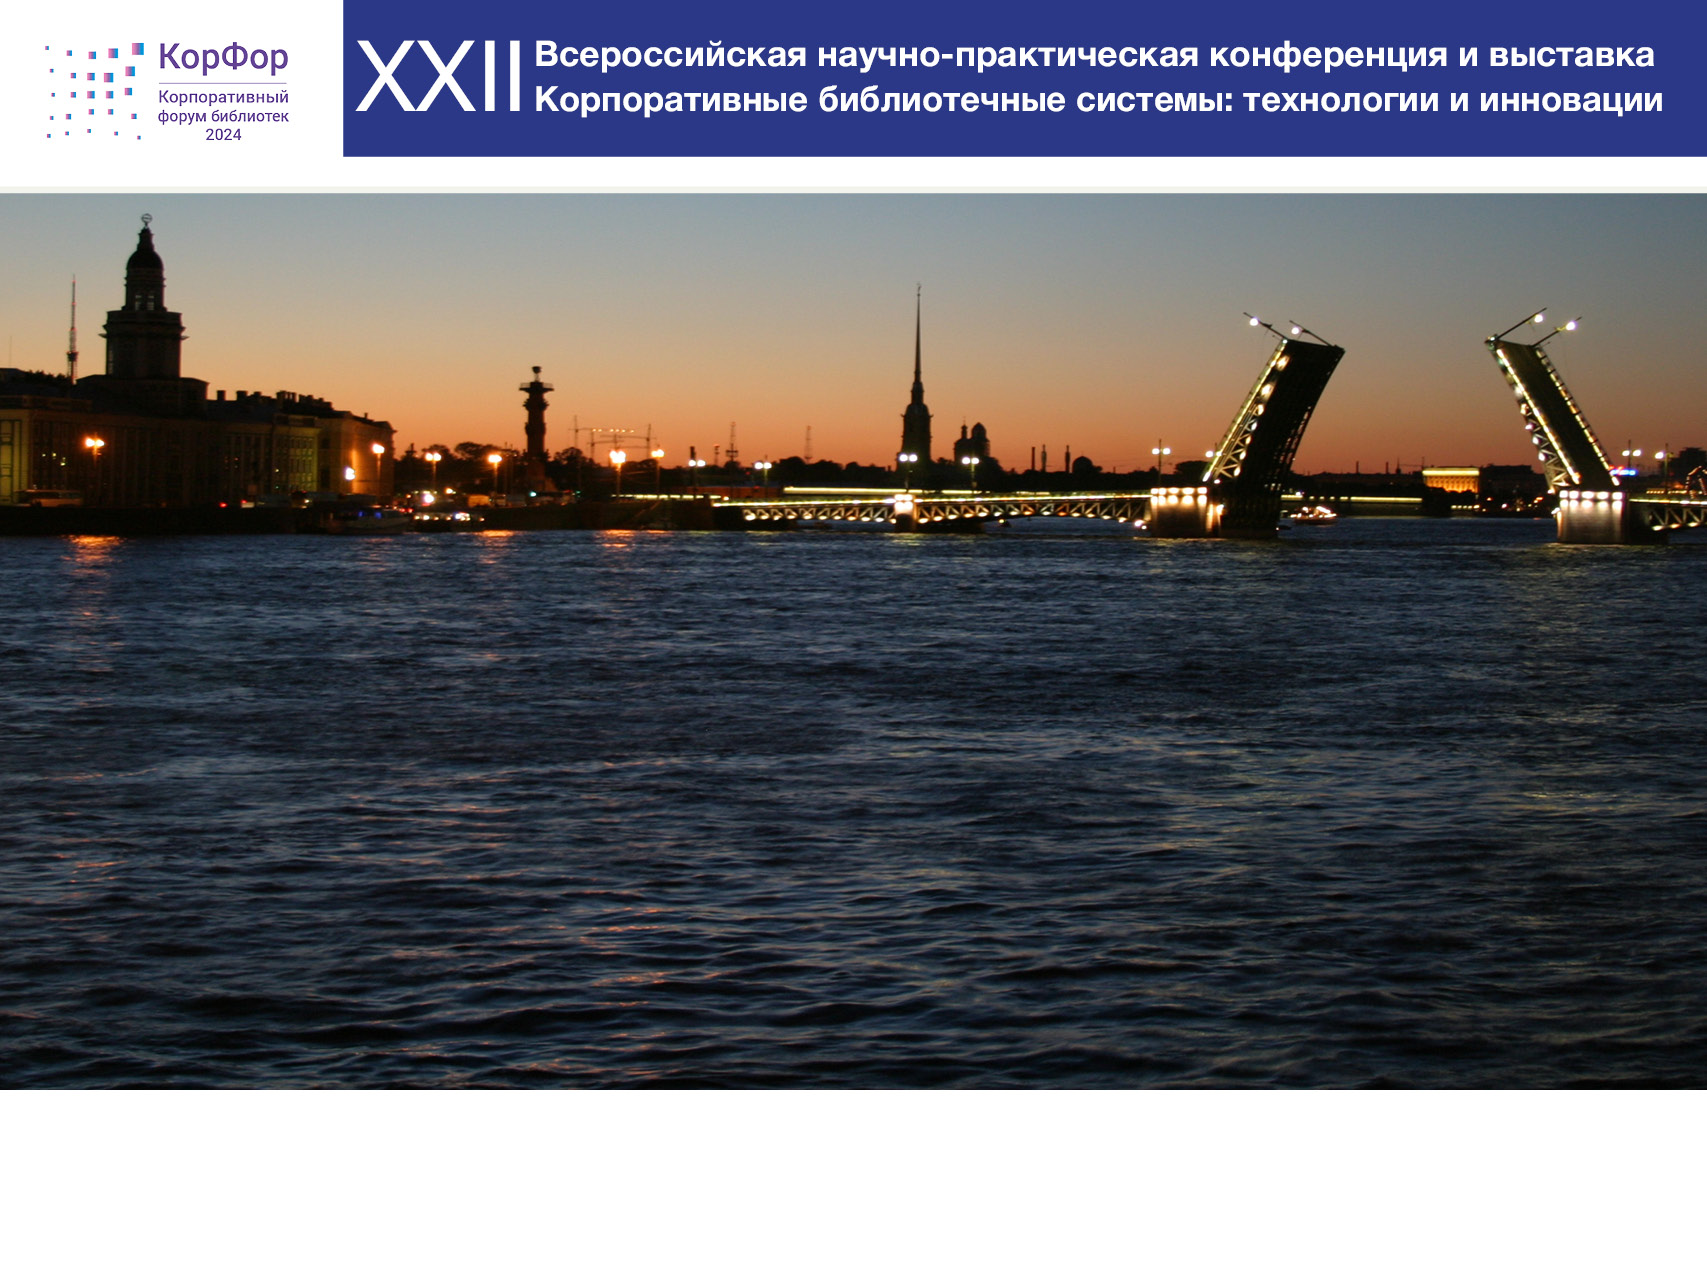 КорФор
Корпоративный
форум библиотек
2024
XXII
Всероссийская научно-практическая конференция и выставка
Корпоративные библиотечные системы: технологии и инновации